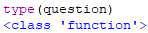 type(question)
<class 'function'>